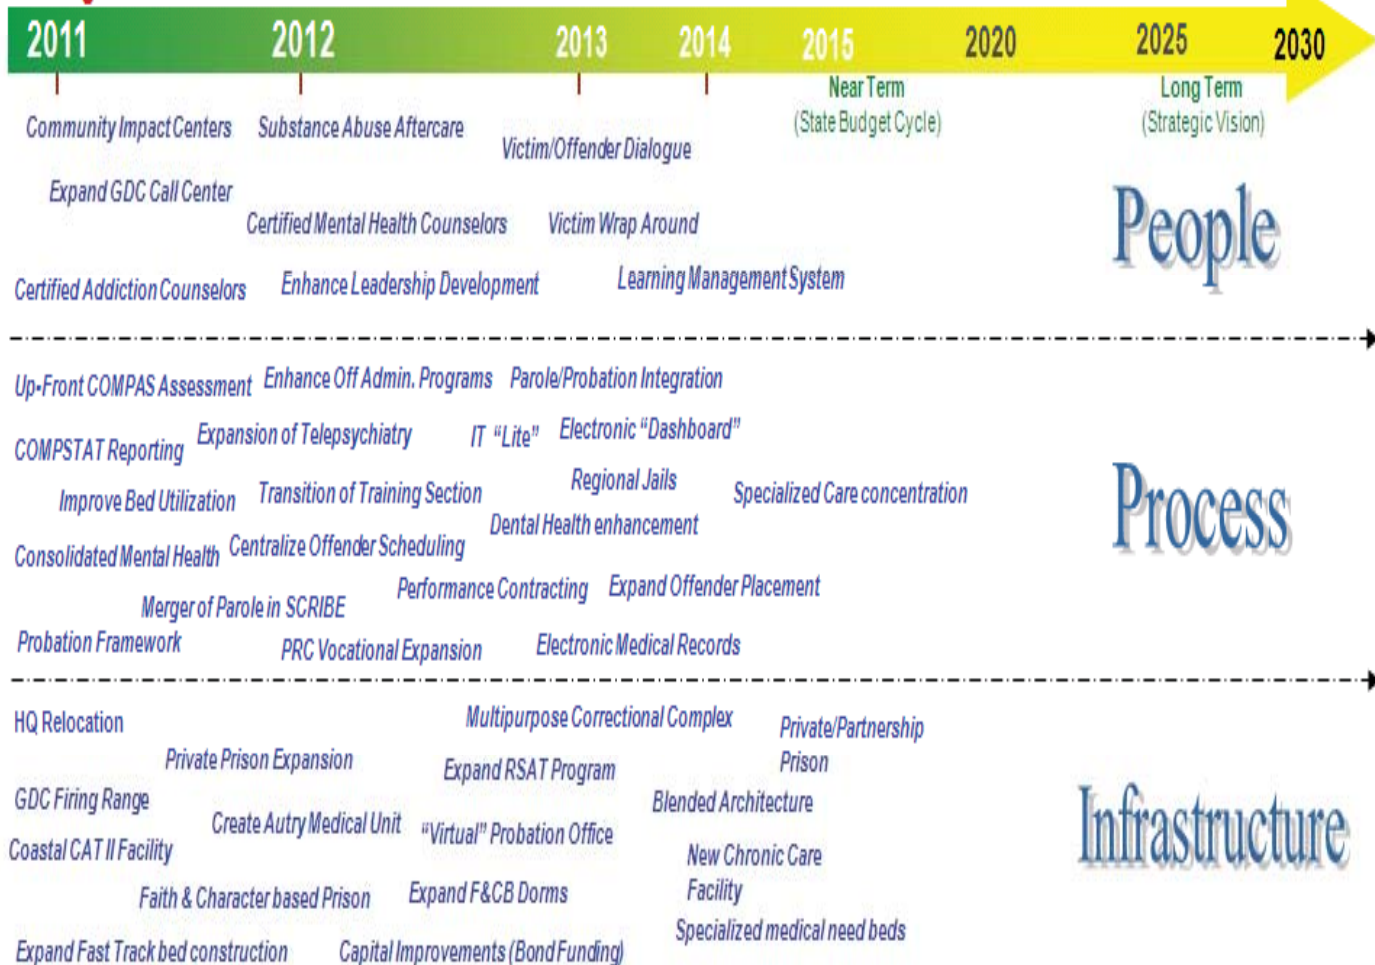 2011 2012 2013 2014 2015 2020 2025 2030
Near Term Long Term
(State Budget Cycle) (Strategic Vision)
Community Impact Centers Substance Abuse Aftercare
Victim/Offender Dialogue
Expand GDC Call Center
Certified Mental Health Counselors Victim Wrap Around
People
Certified Addiction Counselors Enhance Leadership Development Learning Management System
Up-Front COMPAS Assessment Enhance Off Admin. Programs Parole/Probation Integration
COMPSTAT Reporting Expansion of Telepsychiatry IT “Lite” Electronic “Dashboard”
Regional Jails
Improve Bed Utilization Transition of Training Section Specialized Care concentration
Process
Dental Health enhancement
Consolidated Mental Health Centralize Offender Scheduling
Performance Contracting Expand Offender Placement
Merger of Parole in SCRIBE
Probation Framework PRC Vocational Expansion Electronic Medical Records
HQ Relocation Multipurpose Correctional Complex Private/Partnership
Prison
Private Prison Expansion Expand RSAT Program
GDC Firing Range Blended Architecture
Create Autry Medical Unit “Virtual” Probation Office
Infrastructure
Coastal CAT II Facility New Chronic Care
Facility
Faith & Character based Prison Expand F&CB Dorms
Specialized medical need beds
Expand Fast Track bed construction Capital Improvements (Bond Funding)